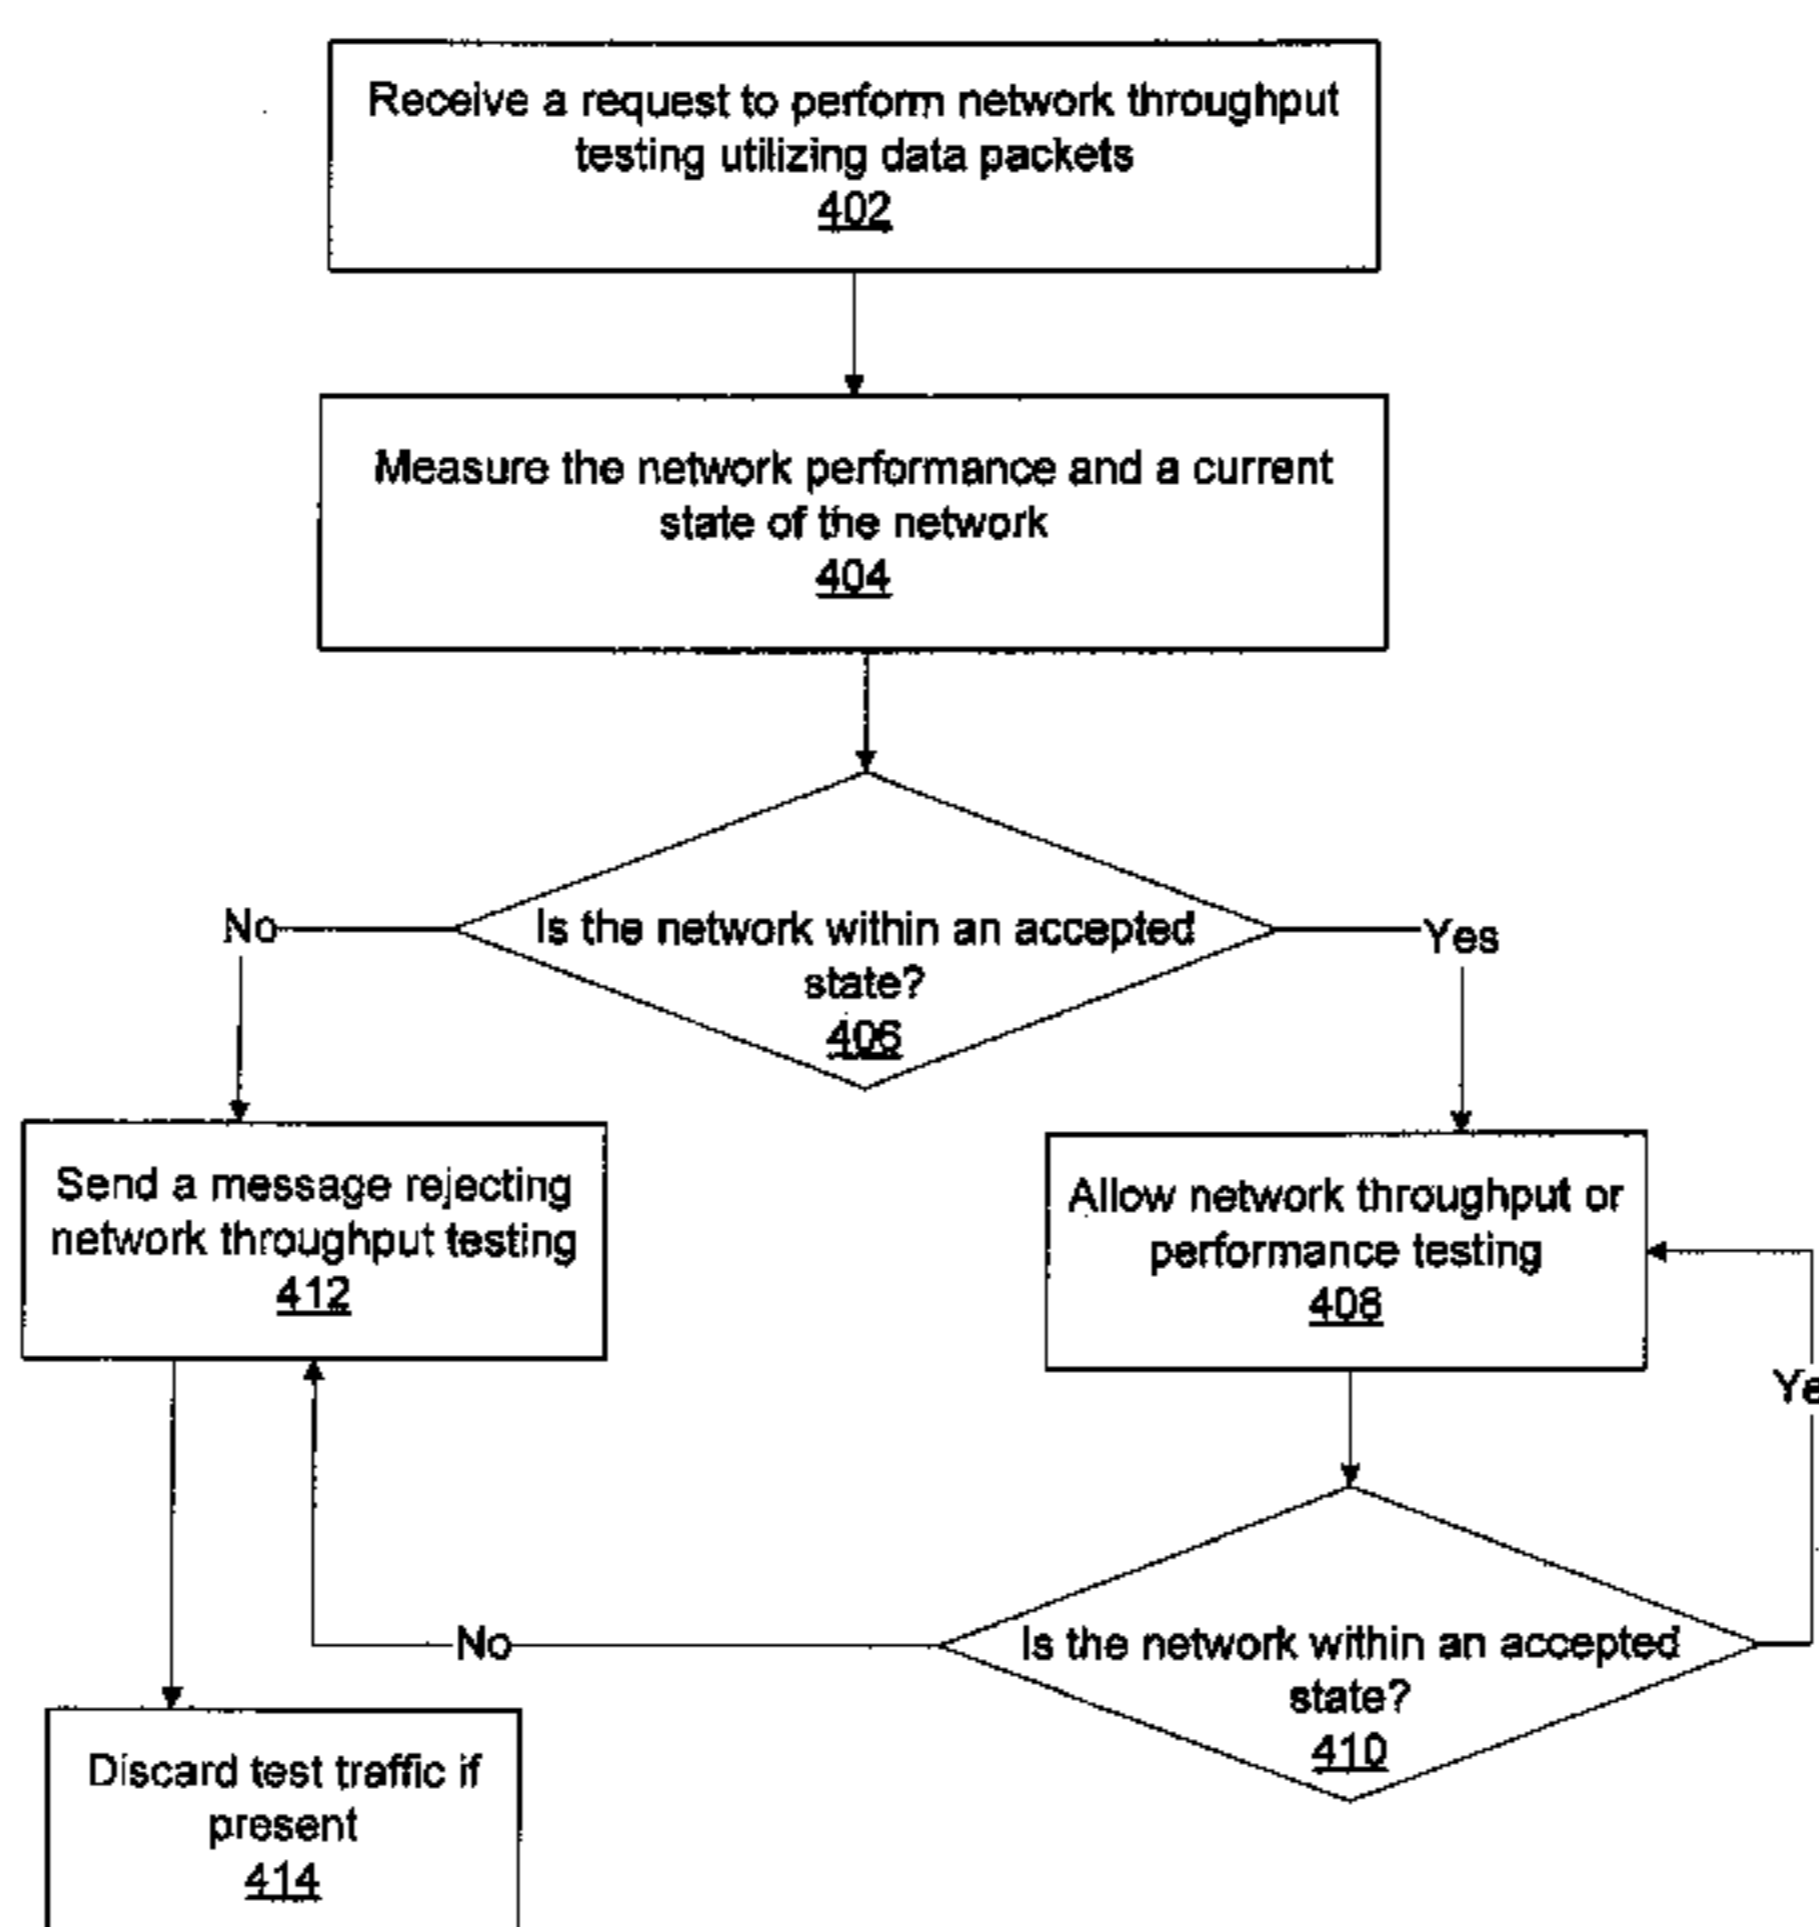 Receive a request to perform network throughput
testing utilizing data packets
402
Measure the network performance and a current
state of the network
404
Is the network within an accepted
state?
406
No
Yes
Send a message rejecting
network throughput testing
412
Allow network throughput or
performance testing
408
Ye
No
Is the network within an accepted
state?
410
Discard test traffic if
present
414